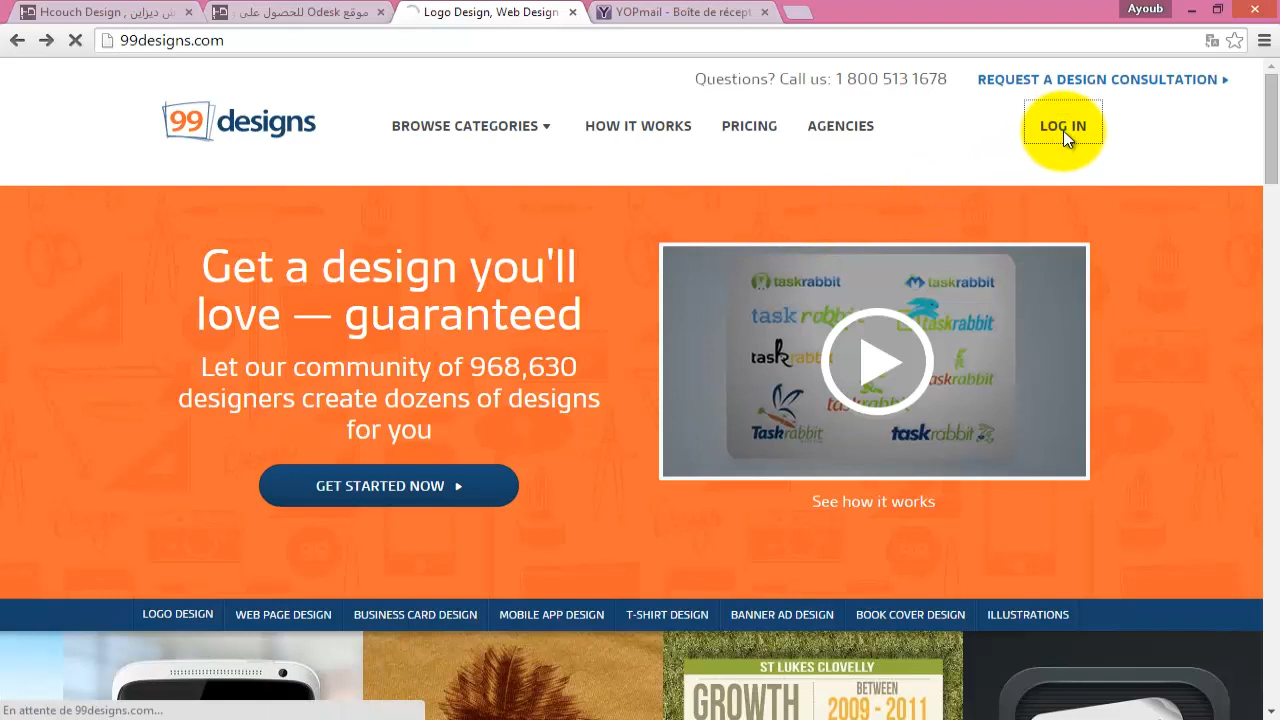 Hcouch Design , ش ديزاين
موقع Odesk للحصول على
Logo Design, Web Design
YOPmail - Boîte de récept
Ayoub
99designs.com
Questions? Call us: 1 800 513 1678
REQUEST A DESIGN CONSULTATION
99designs
BROWSE CATEGORIES
HOW IT WORKS
PRICING
AGENCIES
LOG IN
Get a design you'll
love — guaranteed
Let our community of 968,630
designers create dozens of designs
for you
GET STARTED NOW
taskrabbit
taskrabbit
task rabbit
taskrabbit
taskrabbit
taskrabbit
taskrabbit
Taskrabbit
taskrabbit
See how it works
LOGO DESIGN
WEB PAGE DESIGN
BUSINESS CARD DESIGN
MOBILE APP DESIGN
T-SHIRT DESIGN
BANNER AD DESIGN
BOOK COVER DESIGN
ILLUSTRATIONS
ST LUKES CLOVELLY
GROWTH
BETWEEN
2009 - 2011
En attente de 99designs.com...